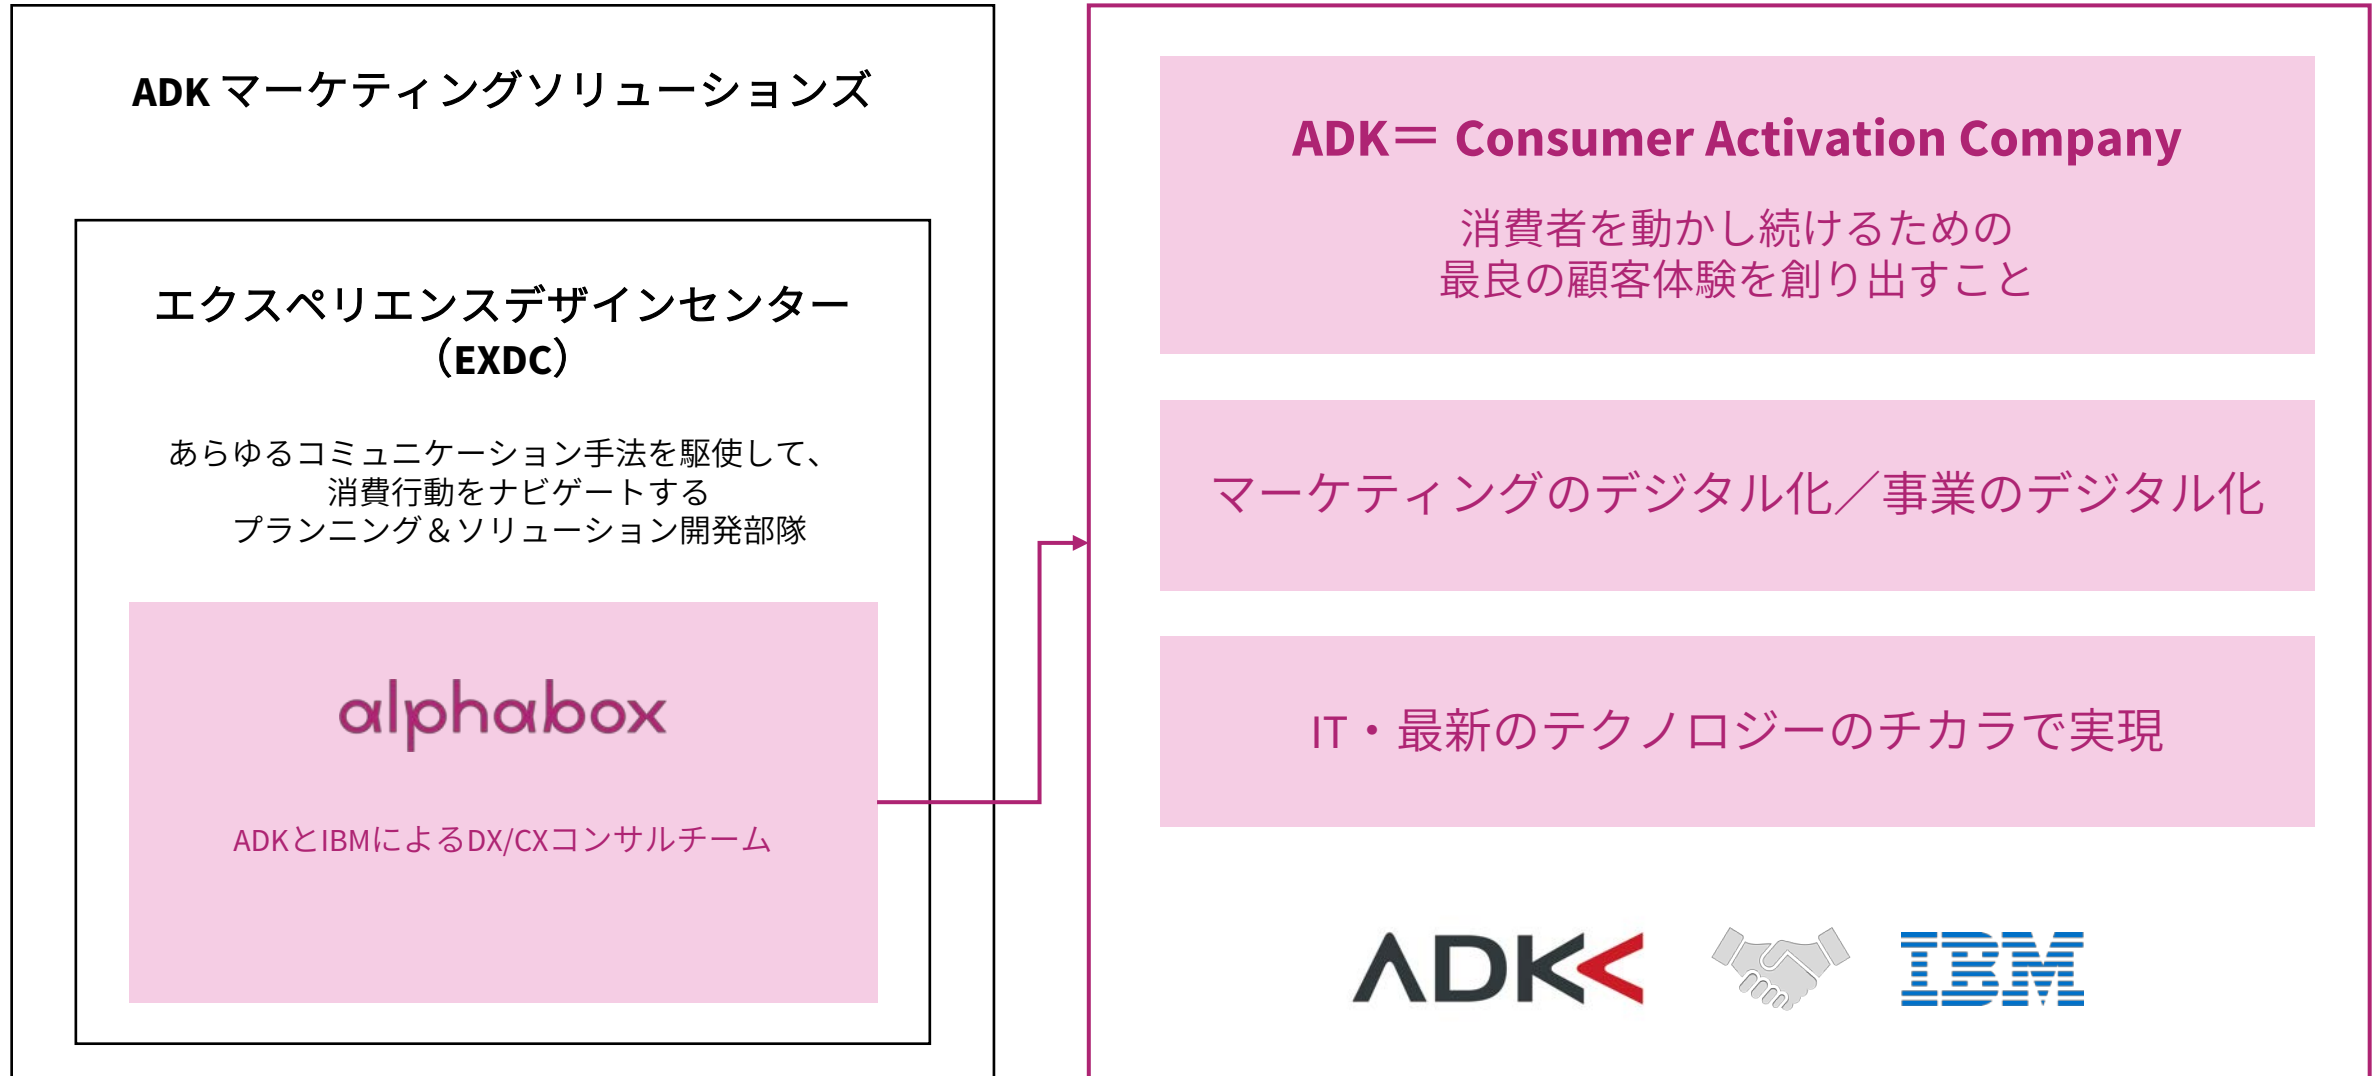 ADK マーケティングソリューションズ
エクスペリエンスデザインセンター
（EXDC）
あらゆるコミュニケーション手法を駆使して、
消費行動をナビゲートする
プランニング＆ソリューション開発部隊
alphabox
ADKとIBMによるDX/CXコンサルチーム
ADK＝ Consumer Activation Company
消費者を動かし続けるための
最良の顧客体験を創り出すこと
マーケティングのデジタル化／事業のデジタル化
IT・最新のテクノロジーのチカラで実現
ADK
IBM